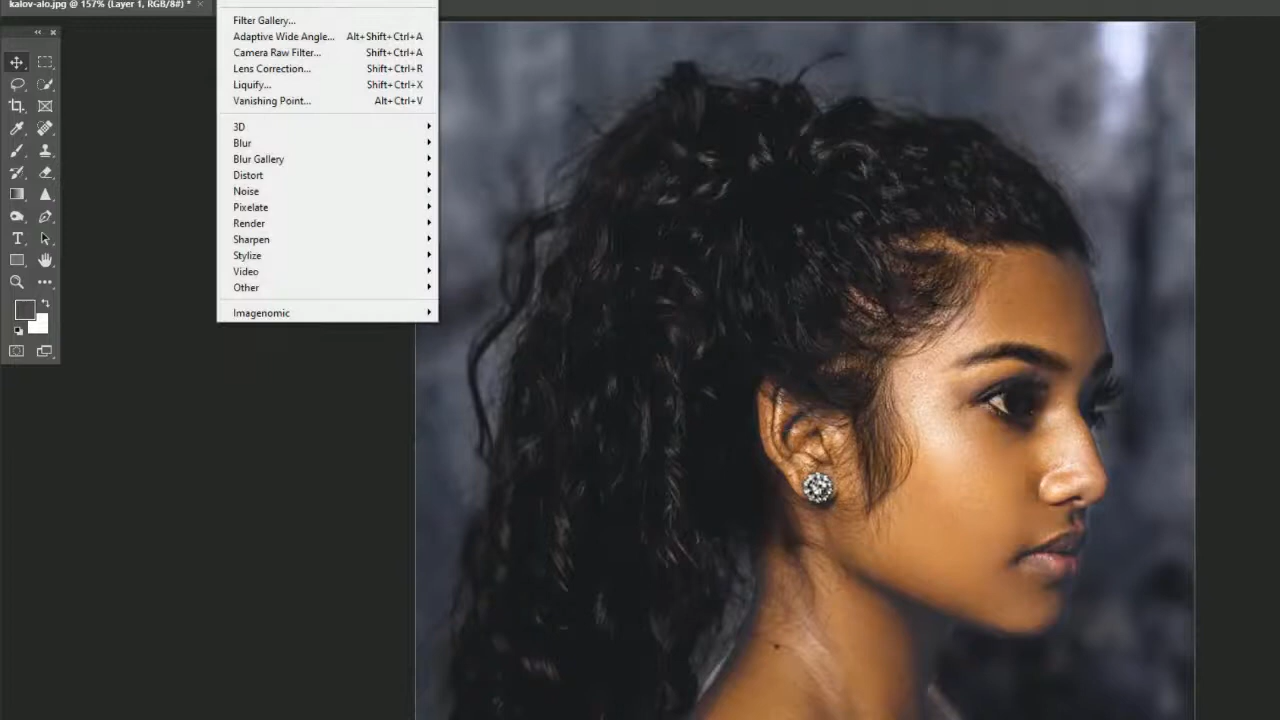 kalov-alo.jpg @ 157% (Layer 1, RGB/8#) *
Filter Gallery...
Adaptive Wide Angle... Alt+Shift+Ctrl+A
Camera Raw Filter... Shift+Ctrl+A
Lens Correction... Shift+Ctrl+R
Liquify... Shift+Ctrl+X
Vanishing Point... Alt+Ctrl+V
3D
Blur
Blur Gallery
Distort
Noise
Pixelate
Render
Sharpen
Stylize
Video
Other
Imagenomic